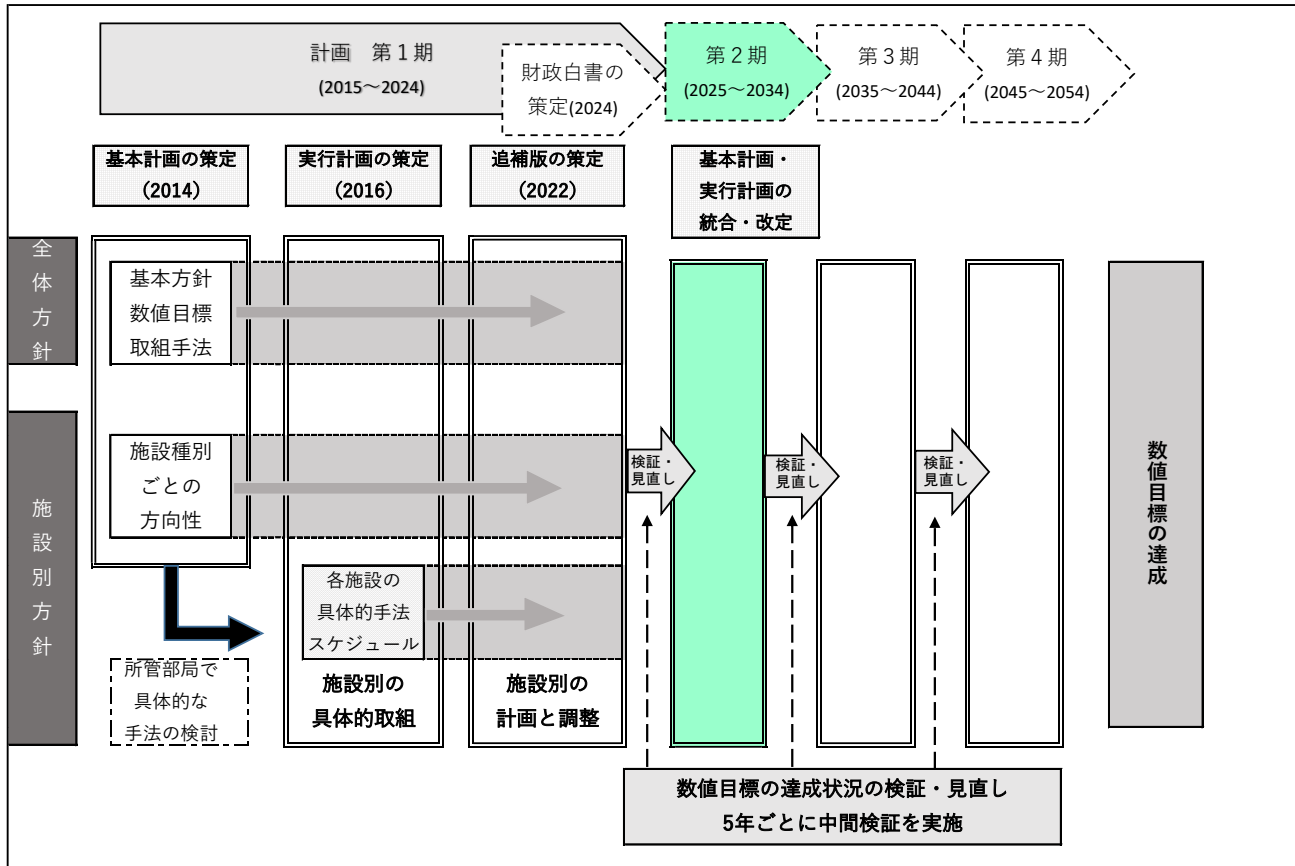 計画　第１期
(2015～2024)
財政白書の
策定(2024)
第２期
(2025～2034)
第３期
(2035～2044)
第４期
(2045～2054)
基本計画の策定
（2014）
実行計画の策定
（2016）
追補版の策定
（2022）
基本計画・
実行計画の
統合・改定
全体方針
基本方針
数値目標
取組手法
施設別方針
施設種別
ごとの
方向性
検証・
見直し
検証・
見直し
検証・
見直し
数値目標の達成
各施設の
具体的手法
スケジュール
所管部局で
具体的な
手法の検討
施設別の
具体的取組
施設別の
計画と調整
数値目標の達成状況の検証・見直し
5年ごとに中間検証を実施